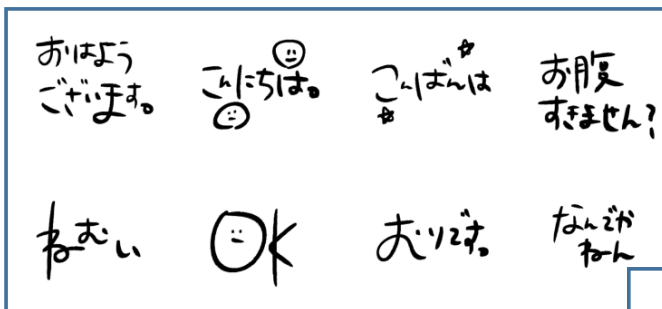 おはよう
ございます。
こんにちは。
こんばんは
お腹
すきません?
ねむい
OK
むりです。
なんでか
ねーん